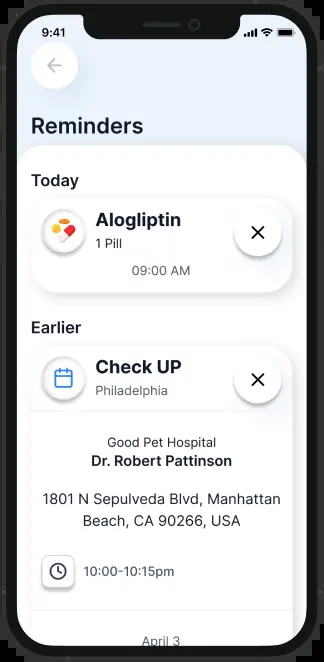 9:41
Reminders
Today
Alogliptin
1 Pill
09:00 AM
Earlier
Check UP
Philadelphia
Good Pet Hospital
Dr. Robert Pattinson
1801 N Sepulveda Blvd, Manhattan
Beach, CA 90266, USA
10:00-10:15pm
April 3